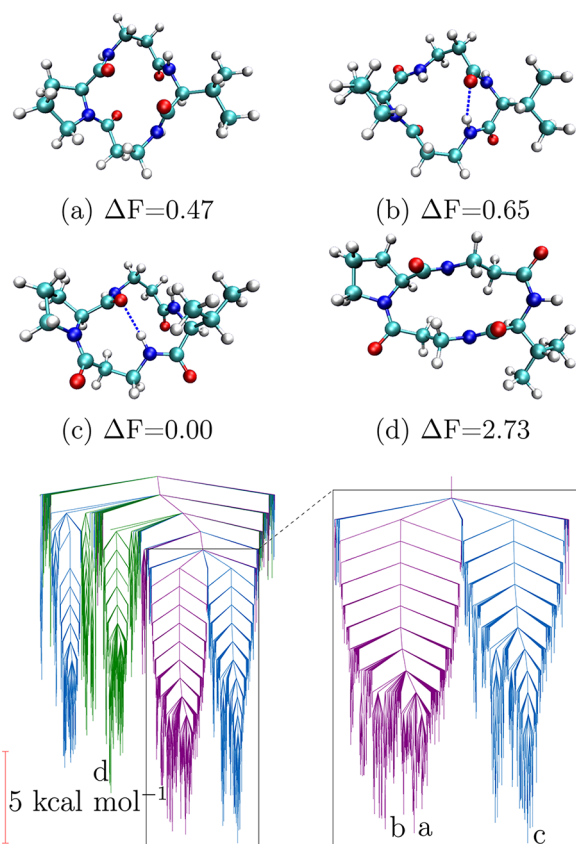 (a) ΔF=0.47
(b) ΔF=0.65
(c) ΔF=0.00
(d) ΔF=2.73
d
5 kcal mol⁻¹
b a
c